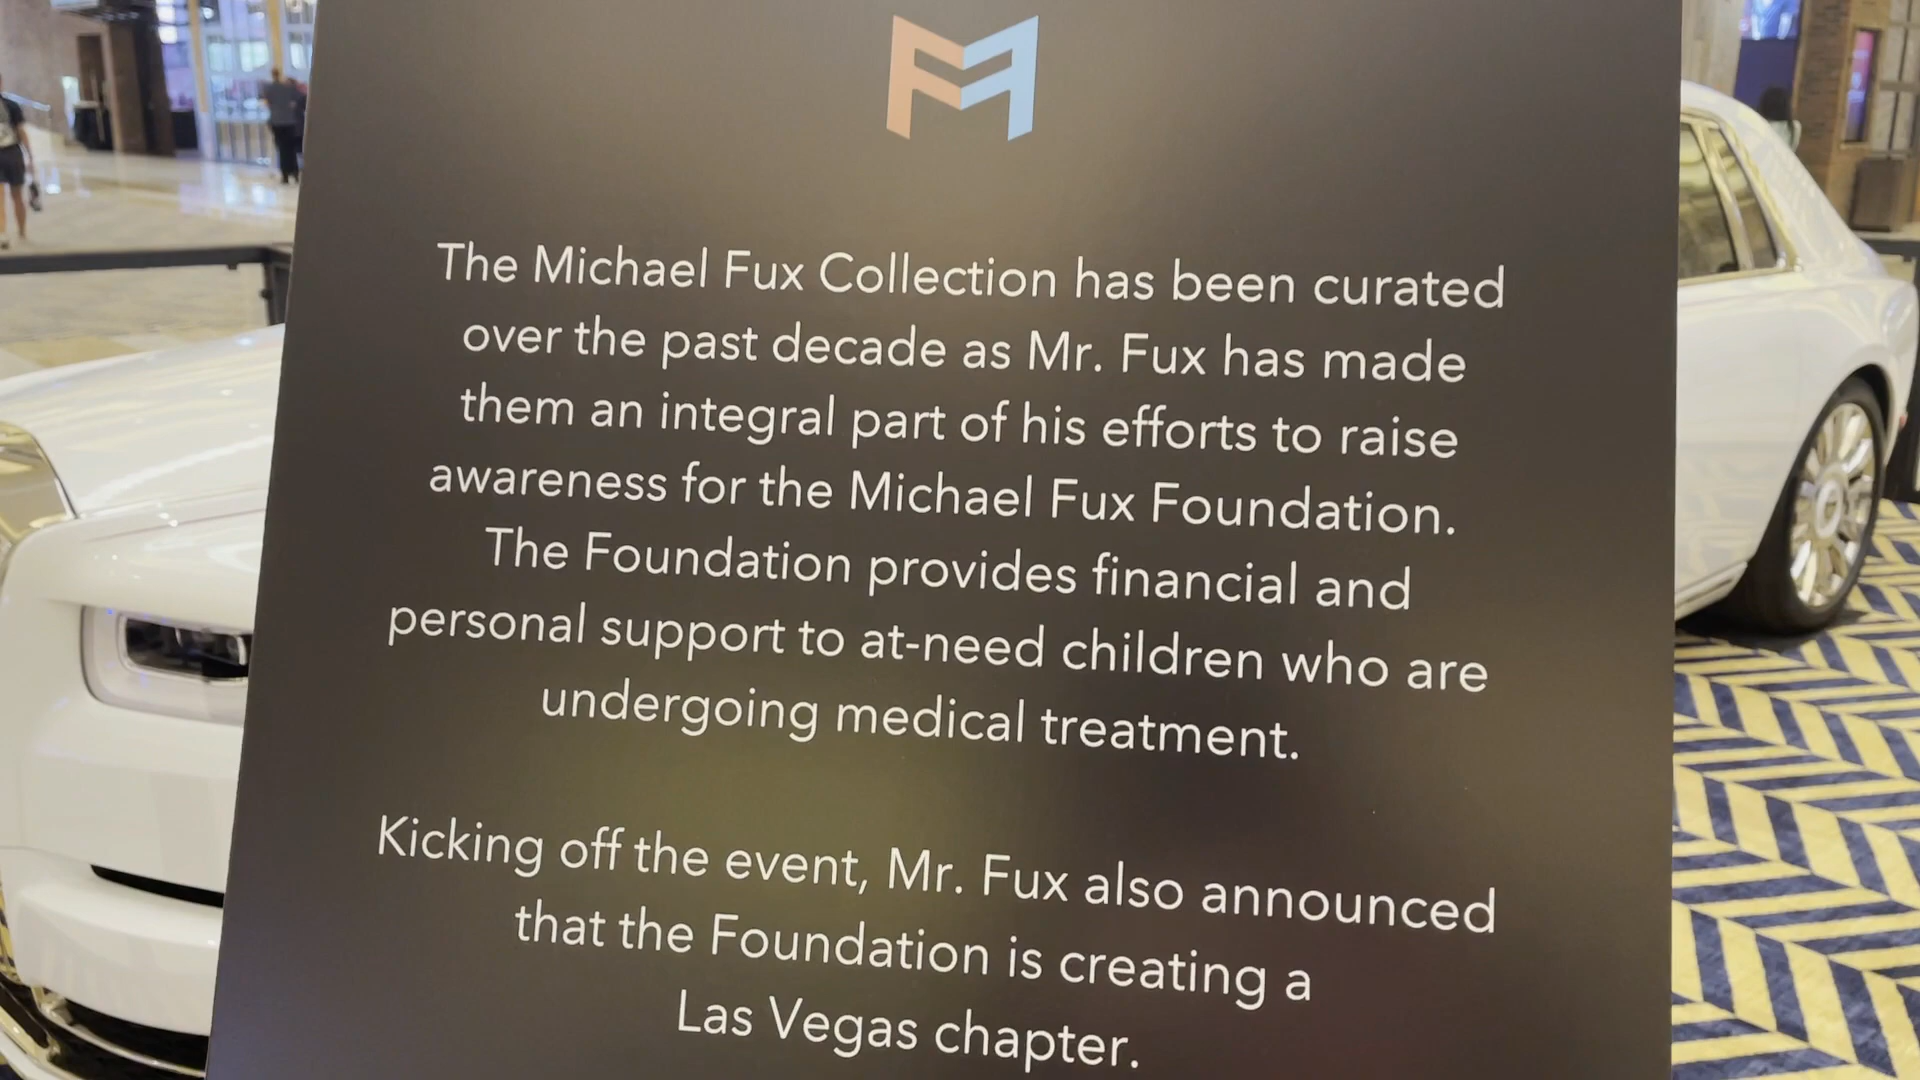 The Michael Fux Collection has been curated
over the past decade as Mr. Fux has made
them an integral part of his efforts to raise
awareness for the Michael Fux Foundation.
The Foundation provides financial and
personal support to at-need children who are
undergoing medical treatment.
Kicking off the event, Mr. Fux also announced
that the Foundation is creating a
Las Vegas chapter.